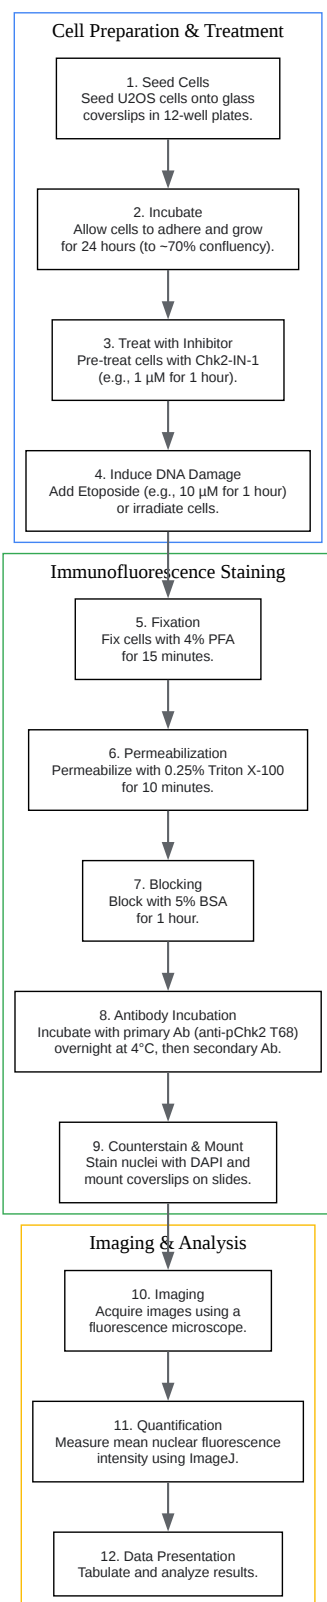 Cell Preparation & Treatment
1. Seed Cells
Seed U2OS cells onto glass
coverslips in 12-well plates.
2. Incubate
Allow cells to adhere and grow
for 24 hours (to ~70% confluency).
3. Treat with Inhibitor
Pre-treat cells with Chk2-IN-1
(e.g., 1 µM for 1 hour).
4. Induce DNA Damage
Add Etoposide (e.g., 10 µM for 1 hour)
or irradiate cells.
Immunofluorescence Staining
5. Fixation
Fix cells with 4% PFA
for 15 minutes.
6. Permeabilization
Permeabilize with 0.25% Triton X-100
for 10 minutes.
7. Blocking
Block with 5% BSA
for 1 hour.
8. Antibody Incubation
Incubate with primary Ab (anti-pChk2 T68)
overnight at 4°C, then secondary Ab.
9. Counterstain & Mount
Stain nuclei with DAPI and
mount coverslips on slides.
Imaging & Analysis
10. Imaging
Acquire images using a
fluorescence microscope.
11. Quantification
Measure mean nuclear fluorescence
intensity using ImageJ.
12. Data Presentation
Tabulate and analyze results.